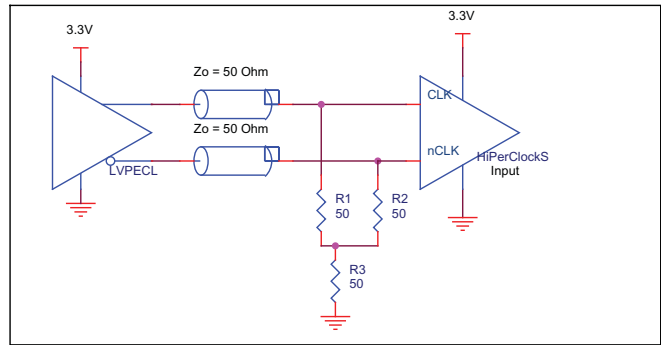 3.3V
3.3V
Zo = 50 Ohm
CLK
Zo = 50 Ohm
nCLK
LVPECL
HiPerClockS
Input
R1
50
R2
50
R3
50